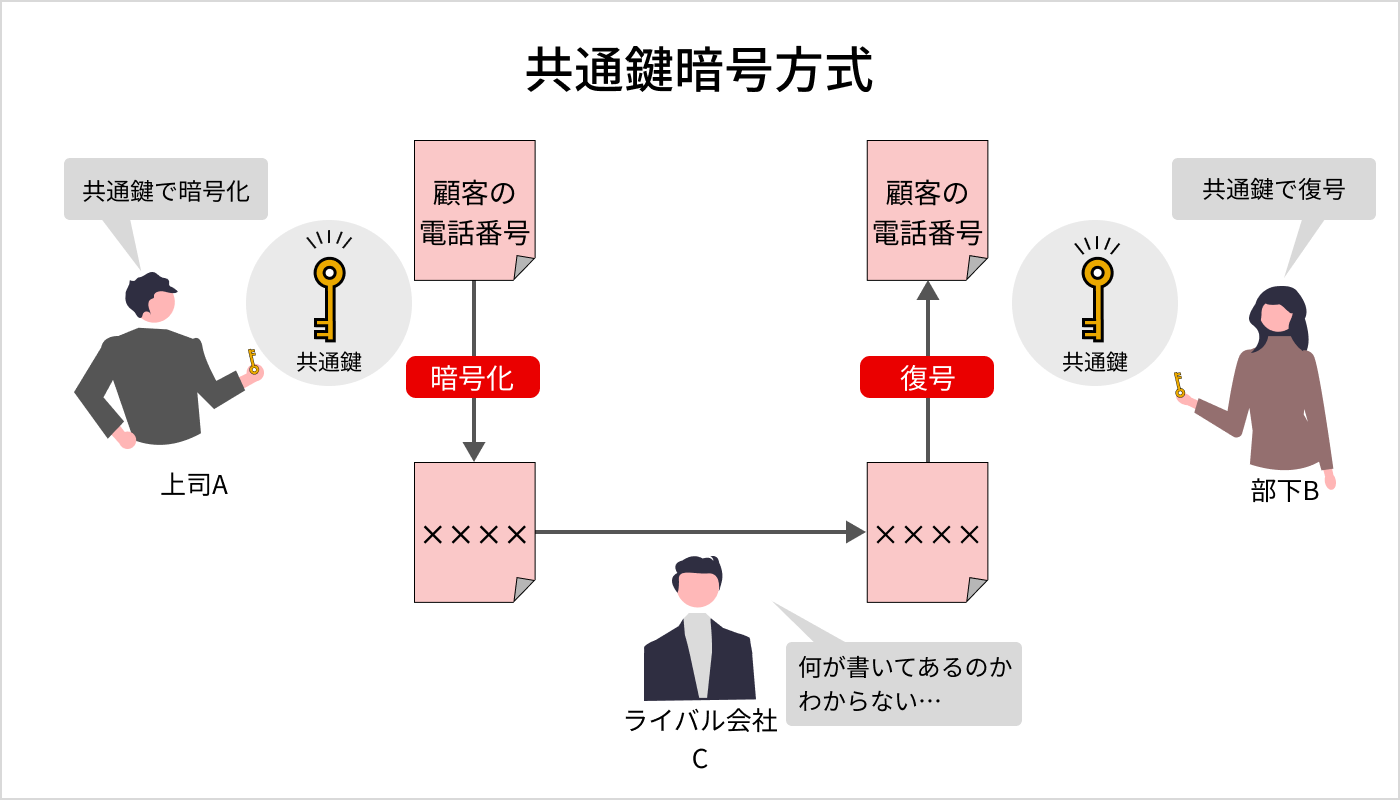 共通鍵暗号方式
共通鍵で暗号化
顧客の
電話番号
顧客の
電話番号
共通鍵で復号
共通鍵
共通鍵
暗号化
復号
上司A
部下B
××××
××××
何が書いてあるのか
わからない…
ライバル会社
C